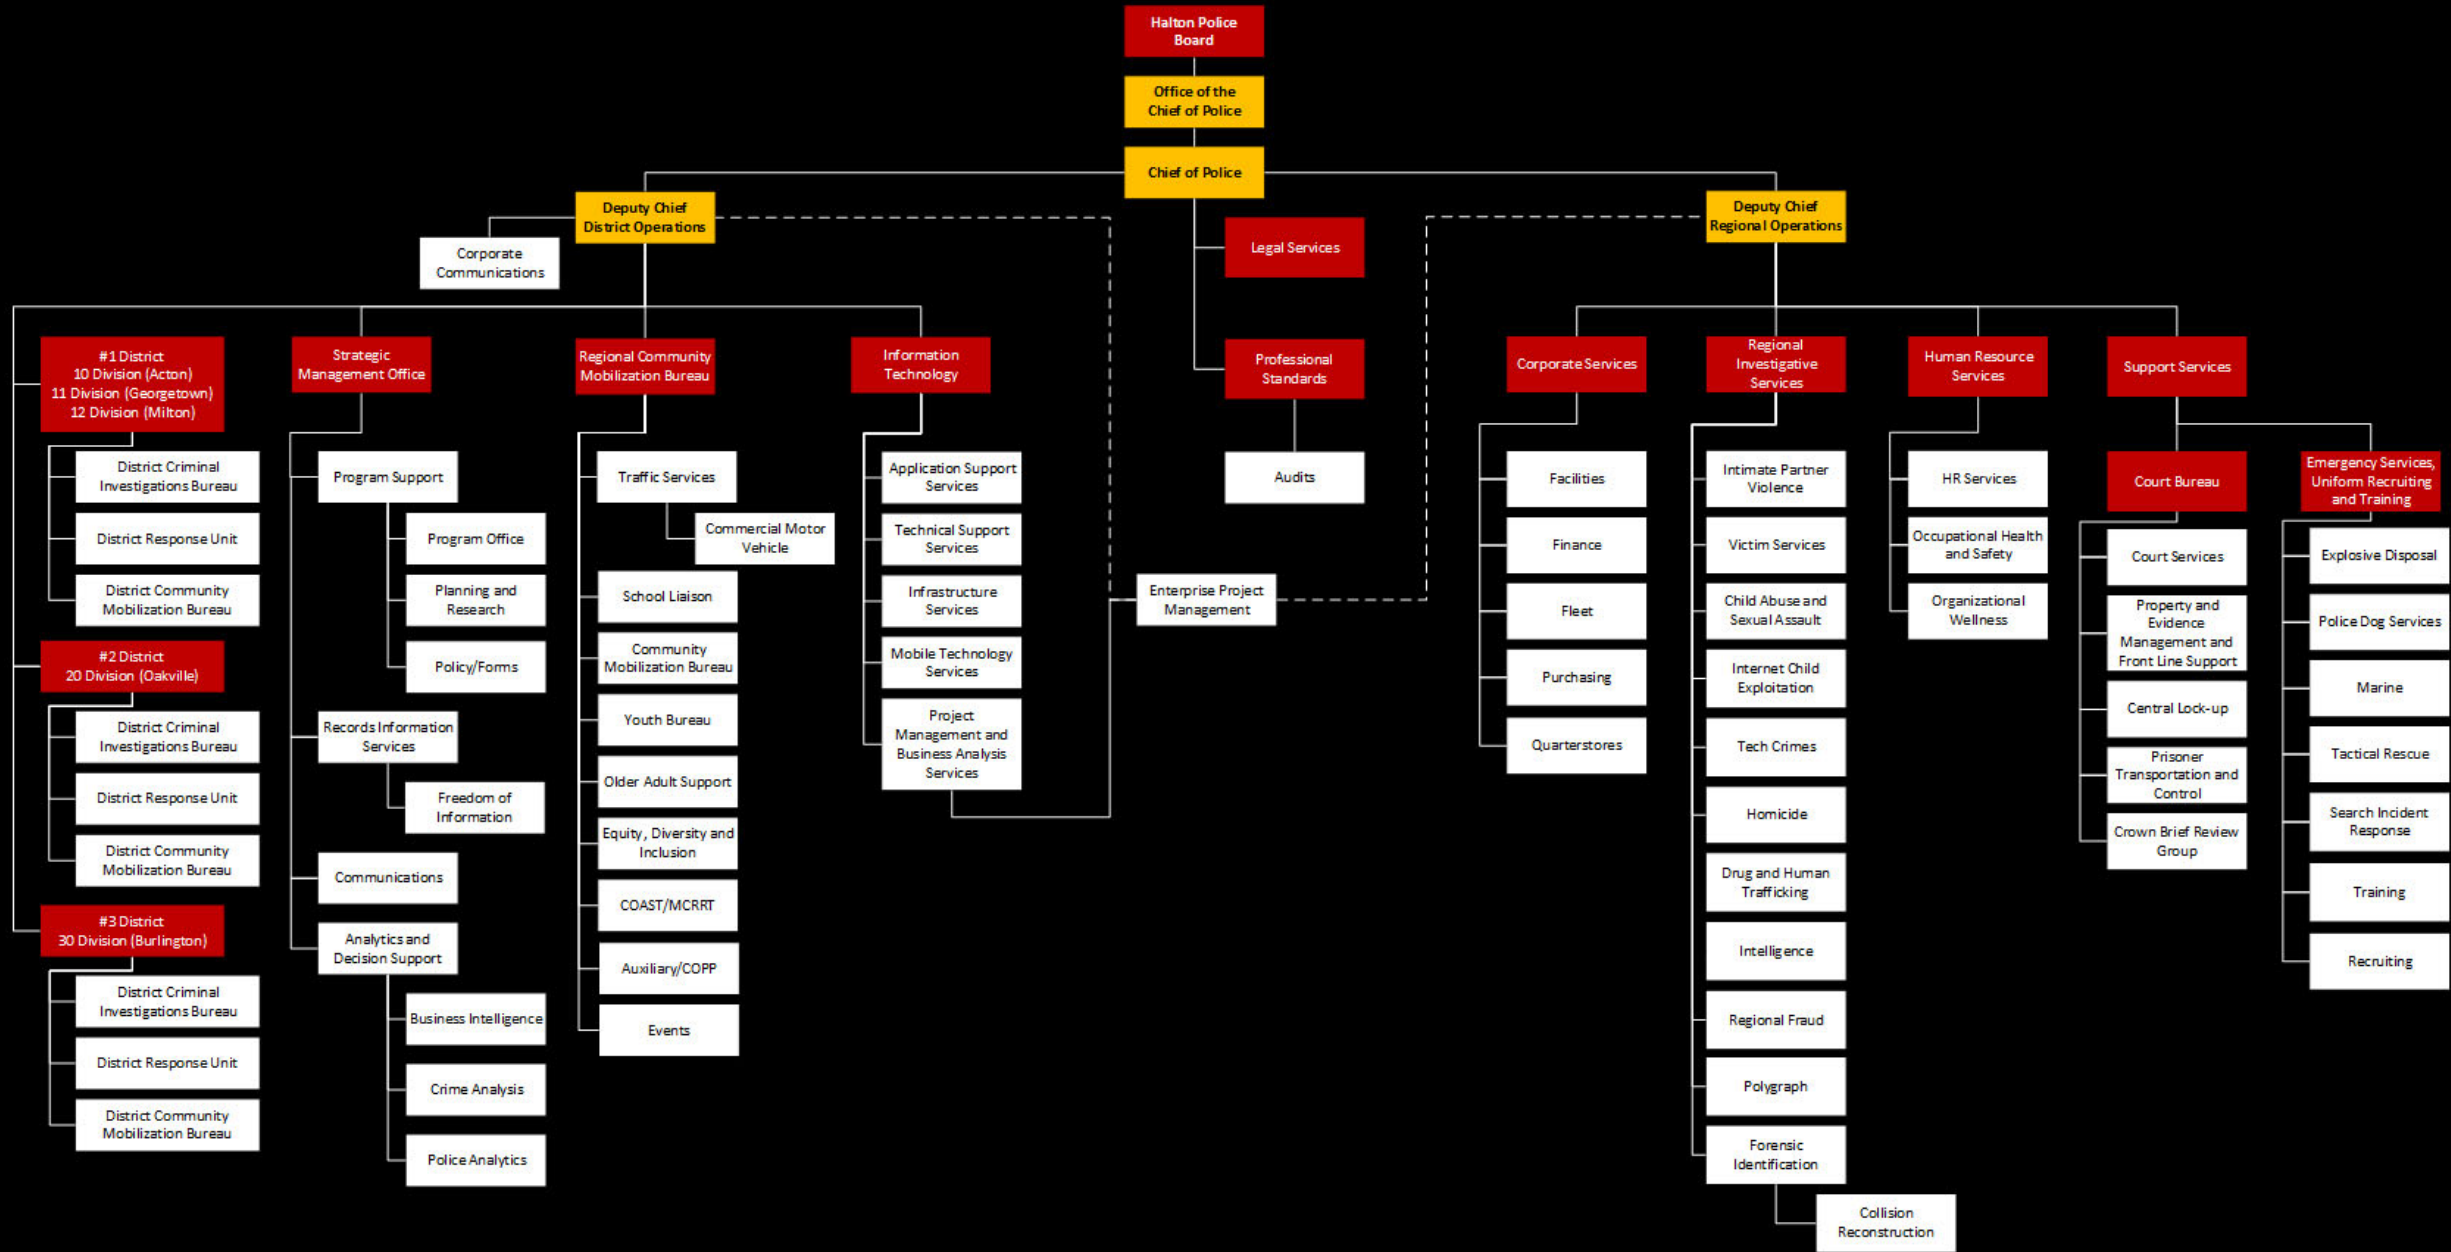 Halton Police
Board
Office of the
Chief of Police
Chief of Police
Deputy Chief
District Operations
Deputy Chief
Regional Operations
Corporate
Communications
Legal Services
Professional
Standards
Audits
Enterprise Project
Management
#1 District
10 Division (Acton)
11 Division (Georgetown)
12 Division (Milton)
District Criminal
Investigations Bureau
District Response Unit
District Community
Mobilization Bureau
#2 District
20 Division (Oakville)
District Criminal
Investigations Bureau
District Response Unit
District Community
Mobilization Bureau
#3 District
30 Division (Burlington)
District Criminal
Investigations Bureau
District Response Unit
District Community
Mobilization Bureau
Strategic
Management Office
Program Support
Program Office
Planning and
Research
Policy/Forms
Records Information
Services
Freedom of
Information
Communications
Analytics and
Decision Support
Business Intelligence
Crime Analysis
Police Analytics
Regional Community
Mobilization Bureau
Traffic Services
Commercial Motor
Vehicle
School Liaison
Community
Mobilization Bureau
Youth Bureau
Older Adult Support
Equity, Diversity and
Inclusion
COAST/MCRRT
Auxiliary/COPP
Events
Information
Technology
Application Support
Services
Technical Support
Services
Infrastructure
Services
Mobile Technology
Services
Project
Management and
Business Analysis
Services
Corporate Services
Facilities
Finance
Fleet
Purchasing
Quarterstores
Regional
Investigative
Services
Intimate Partner
Violence
Victim Services
Child Abuse and
Sexual Assault
Internet Child
Exploitation
Tech Crimes
Homicide
Drug and Human
Trafficking
Intelligence
Regional Fraud
Polygraph
Forensic
Identification
Collision
Reconstruction
Human Resource
Services
HR Services
Occupational Health
and Safety
Organizational
Wellness
Support Services
Court Bureau
Court Services
Property and
Evidence
Management and
Front Line Support
Central Lock-up
Prisoner
Transportation and
Control
Crown Brief Review
Group
Emergency Services,
Uniform Recruiting
and Training
Explosive Disposal
Police Dog Services
Marine
Tactical Rescue
Search Incident
Response
Training
Recruiting